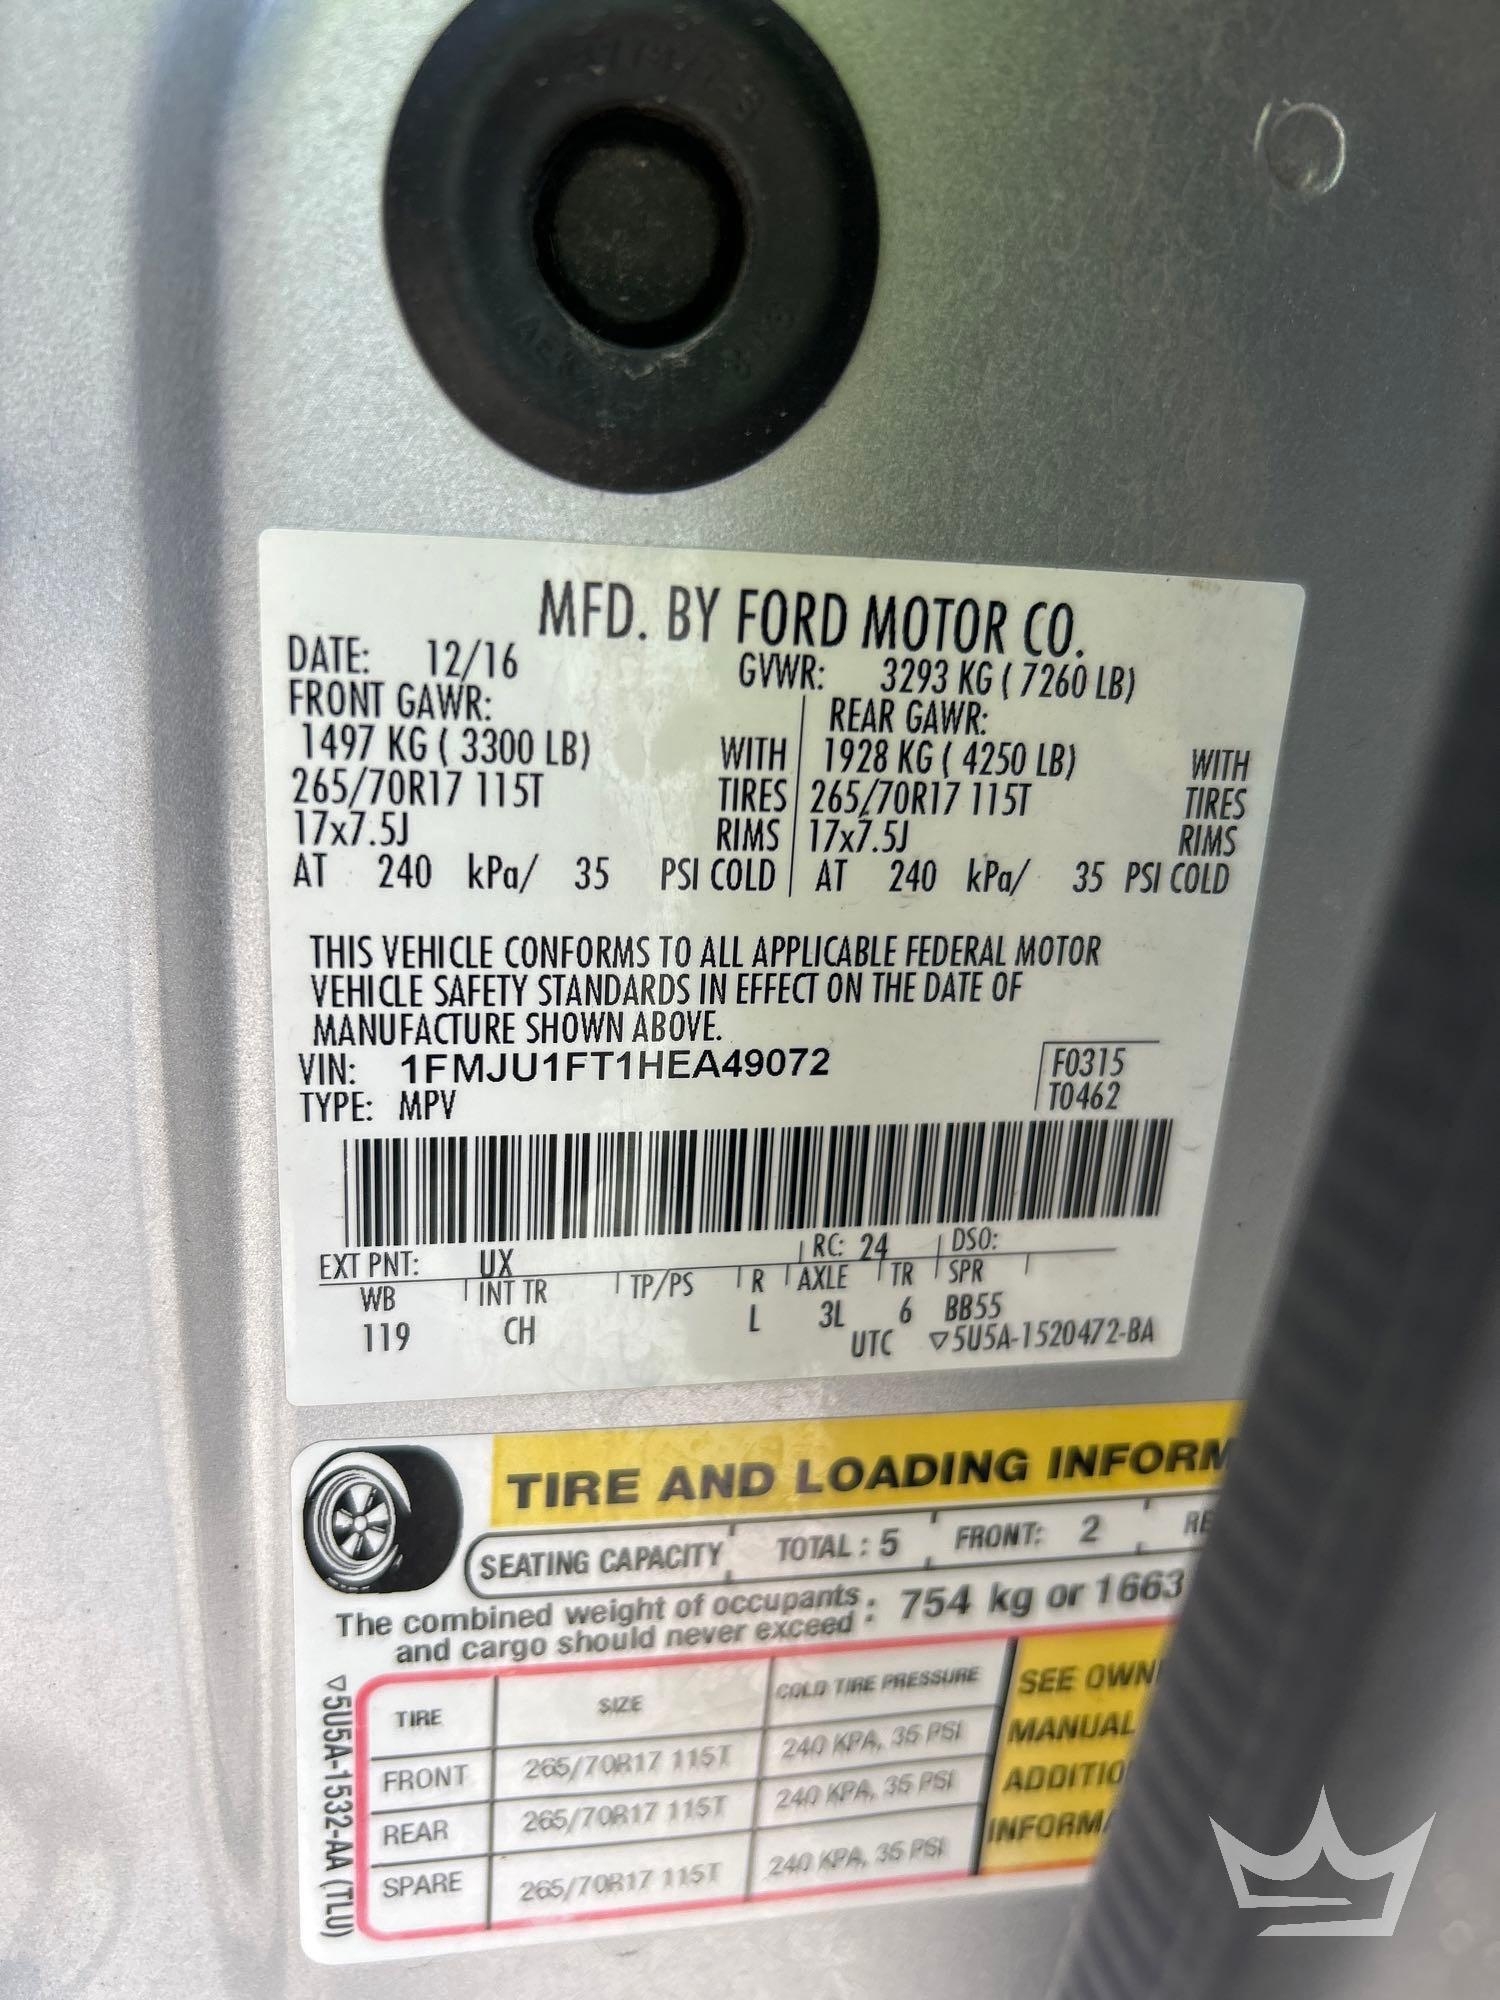 MFD. BY FORD MOTOR CO.
DATE: 12/16 GVWR: 3293 KG ( 7260 LB)
FRONT GAWR: REAR GAWR:
1497 KG ( 3300 LB) WITH 1928 KG ( 4250 LB) WITH
265/70R17 115T TIRES 265/70R17 115T TIRES
17x7.5J RIMS 17x7.5J RIMS
AT 240 kPa/ 35 PSI COLD AT 240 kPa/ 35 PSI COLD
THIS VEHICLE CONFORMS TO ALL APPLICABLE FEDERAL MOTOR
VEHICLE SAFETY STANDARDS IN EFFECT ON THE DATE OF
MANUFACTURE SHOWN ABOVE.
VIN: 1FMJU1FT1HEA49072 F0315
TYPE: MPV T0462
EXT PNT: UX RC: 24 DSO:
WB INT TR TP/PS R AXLE TR SPR
119 CH L 3L 6 BB55
UTC ▽5U5A-1520472-BA
TIRE AND LOADING INFORM
SEATING CAPACITY TOTAL : 5 FRONT: 2 RE
The combined weight of occupants
and cargo should never exceed : 754 kg or 1663
TIRE SIZE COLD TIRE PRESSURE
FRONT 265/70R17 115T 240 KPA, 35 PSI
REAR 265/70R17 115T 240 KPA, 35 PSI
SPARE 265/70R17 115T 240 KPA, 35 PSI
SEE OWN
MANUAL
ADDITIO
INFORMA
▽5U5A-1532-AA (TLU)